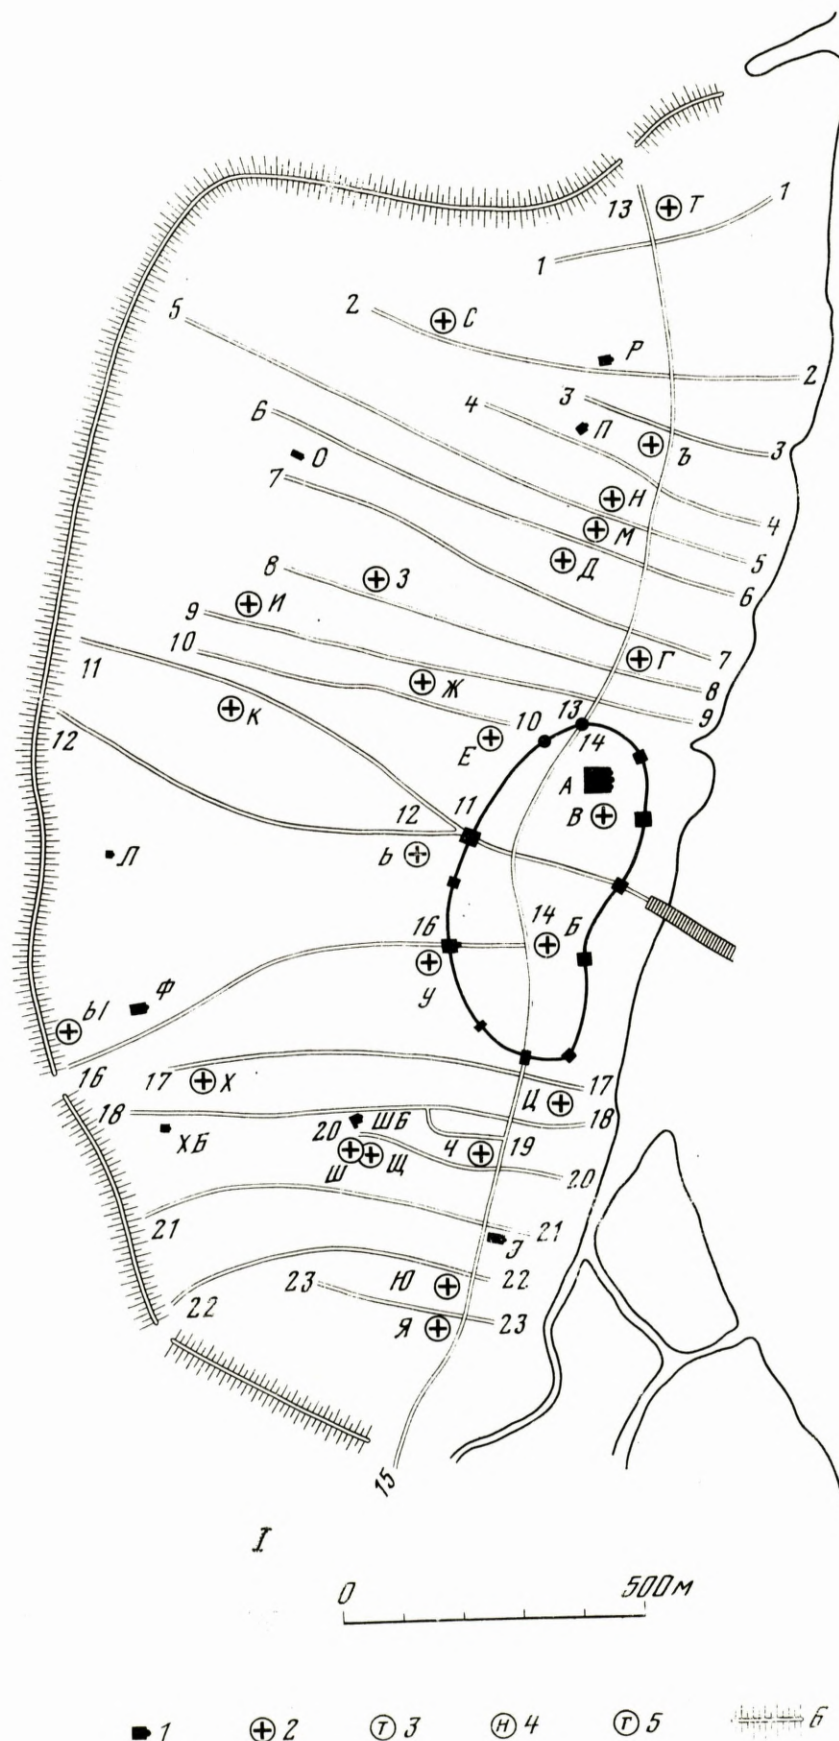 13 Т 1
1
2 С
5
Р
2
3
4
П
6
Ъ
3
О
7
Н
4
М
5
Д
6
8
З
И
9
7
10
Г
8
11
Ж
9
К
10
13
12
Е
14
А
12
11
В
Ь
Л
14
16
Б
Ф
У
Ы
16
17
Х
17
Ц
18
18
ШБ
20
ХБ
Ч
19
Ш
Щ
20
21
21
Э
23
Ю
22
22
Я
23
15
I
0 500м
1 2 Т 3 Н 4 Г 5 6